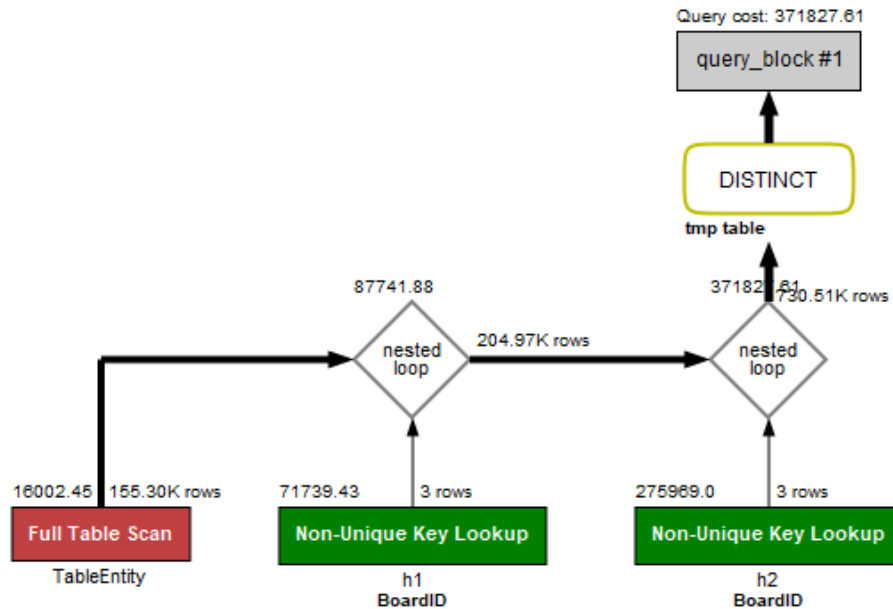 Query cost: 371827.61
query_block #1
DISTINCT
tmp table
87741.88
371827.61
730.51K rows
nested
loop
204.97K rows
nested
loop
16002.45
155.30K rows
71739.43
3 rows
275969.0
3 rows
Full Table Scan
Non-Unique Key Lookup
Non-Unique Key Lookup
TableEntity
h1
h2
BoardID
BoardID